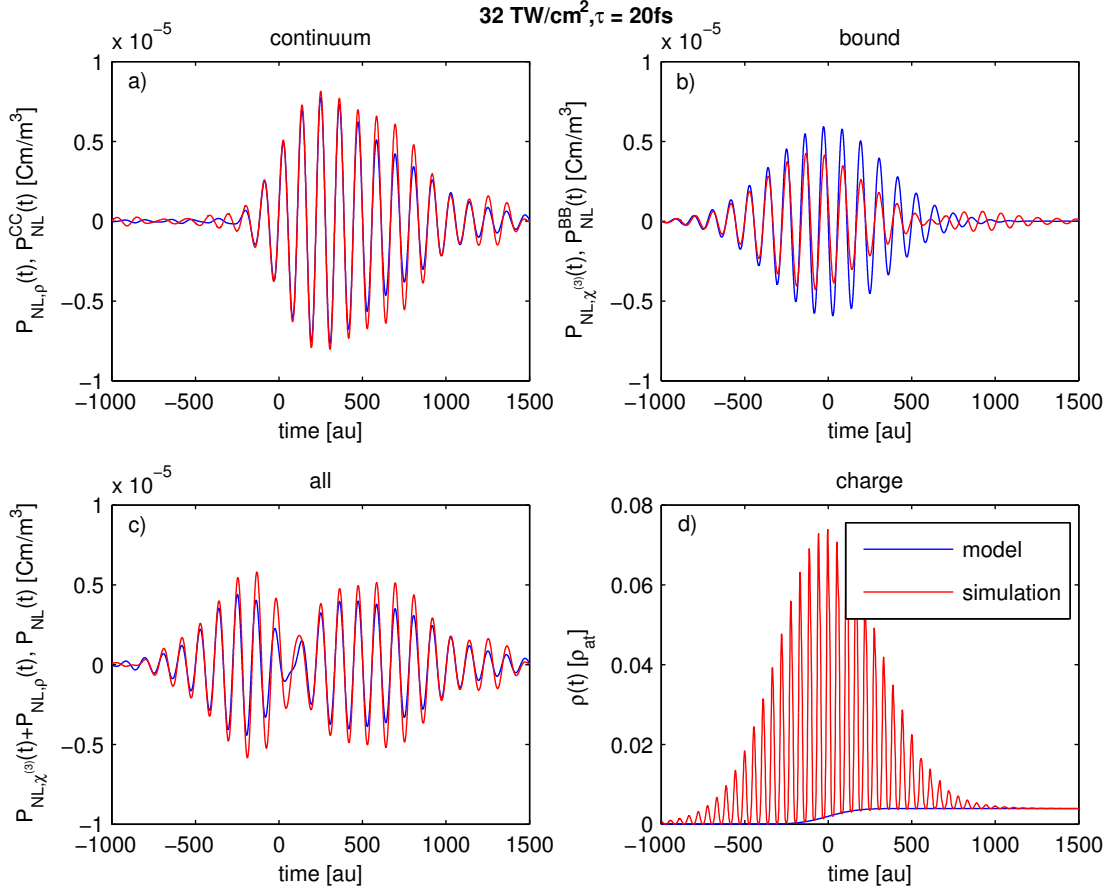 32 TW/cm²,τ = 20fs
continuum
x 10⁻⁵
a)
1
0.5
0
−0.5
−1
P_NL,ρ(t), P_NL^CC(t) [Cm/m³]
−1000 −500 0 500 1000 1500
time [au]
bound
x 10⁻⁵
b)
1
0.5
0
−0.5
−1
P_NL,χ⁽³⁾(t), P_NL^BB(t) [Cm/m³]
−1000 −500 0 500 1000 1500
time [au]
all
x 10⁻⁵
c)
1
0.5
0
−0.5
−1
P_NL,χ⁽³⁾(t)+P_NL,ρ(t), P_NL(t) [Cm/m³]
−1000 −500 0 500 1000 1500
time [au]
charge
d)
0.08
0.06
0.04
0.02
0
ρ(t) [ρ_at]
model
simulation
−1000 −500 0 500 1000 1500
time [au]